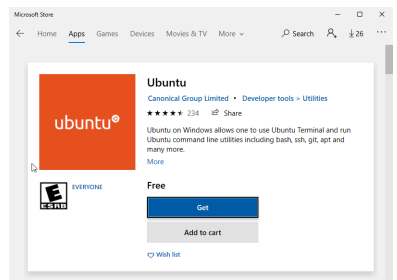 Microsoft Store
Home Apps Games Devices Movies & TV More Search 26
Ubuntu
Canonical Group Limited • Developer tools > Utilities
234 Share
ubuntu®
Ubuntu on Windows allows one to use Ubuntu Terminal and run
Ubuntu command line utilities including bash, ssh, git, apt and
many more.
More
E
ESRB
EVERYONE
Free
Get
Add to cart
Wish list